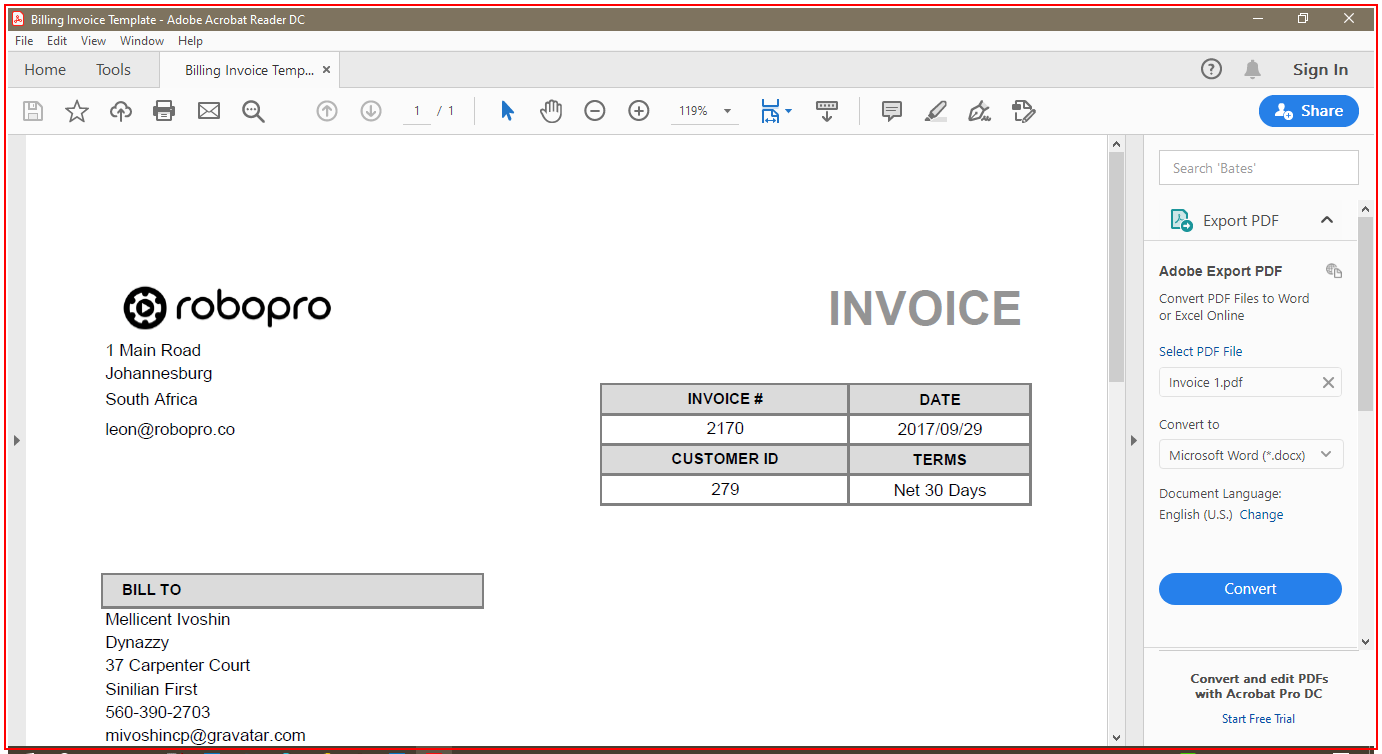 Billing Invoice Template - Adobe Acrobat Reader DC
File Edit View Window Help
Home Tools Billing Invoice Temp... × Sign In
1 / 1 119% Share
Search 'Bates'
Export PDF
Adobe Export PDF
Convert PDF Files to Word
or Excel Online
Select PDF File
Invoice 1.pdf
Convert to
Microsoft Word (*.docx)
Document Language:
English (U.S.) Change
Convert
Convert and edit PDFs
with Acrobat Pro DC
Start Free Trial
robopro
INVOICE
1 Main Road
Johannesburg
South Africa
leon@robopro.co
INVOICE # DATE
2170 2017/09/29
CUSTOMER ID TERMS
279 Net 30 Days
BILL TO
Mellicent Ivoshin
Dynazzy
37 Carpenter Court
Sinilian First
560-390-2703
mivoshincp@gravatar.com